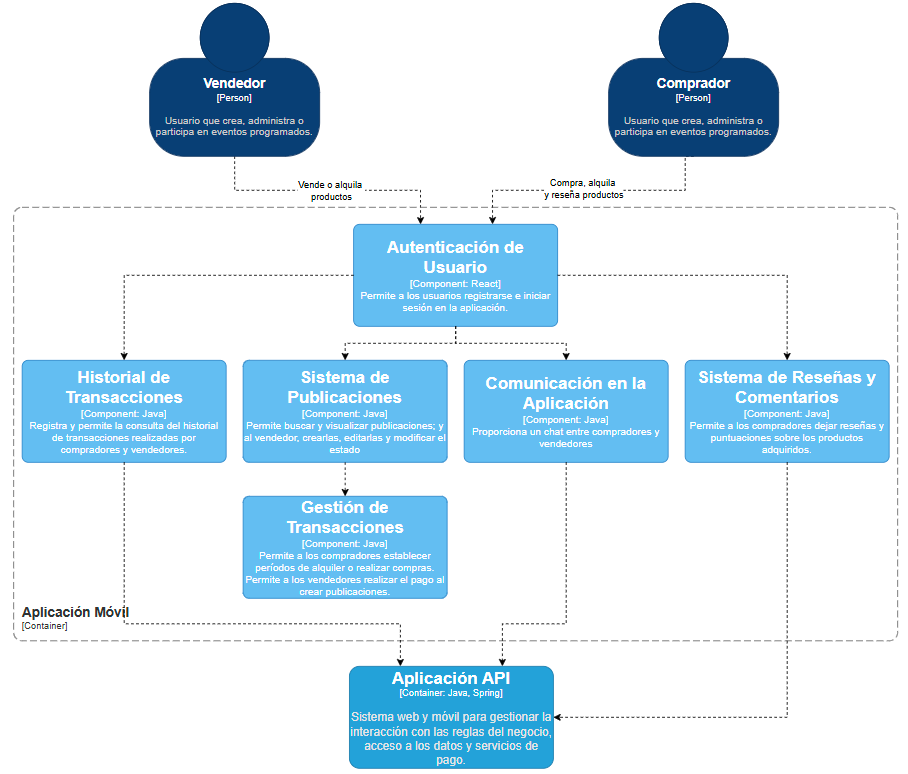 Vendedor
[Person]
Usuario que crea, administra o
participa en eventos programados.
Comprador
[Person]
Usuario que crea, administra o
participa en eventos programados.
Vende o alquila
productos
Compra, alquila
y reseña productos
Autenticación de
Usuario
[Component: React]
Permite a los usuarios registrarse e iniciar
sesión en la aplicación.
Historial de
Transacciones
[Component: Java]
Registra y permite la consulta del historial
de transacciones realizadas por
compradores y vendedores.
Sistema de
Publicaciones
[Component: Java]
Permite buscar y visualizar publicaciones; y
al vendedor, crearlas, editarlas y modificar el
estado
Comunicación en la
Aplicación
[Component: Java]
Proporciona un chat entre compradores y
vendedores
Sistema de Reseñas y
Comentarios
[Component: Java]
Permite a los compradores dejar reseñas y
puntuaciones sobre los productos
adquiridos.
Gestión de
Transacciones
[Component: Java]
Permite a los compradores establecer
períodos de alquiler o realizar compras.
Permite a los vendedores realizar el pago al
crear publicaciones.
Aplicación Móvil
[Container]
Aplicación API
[Container: Java, Spring]
Sistema web y móvil para gestionar la
interacción con las reglas del negocio,
acceso a los datos y servicios de
pago.